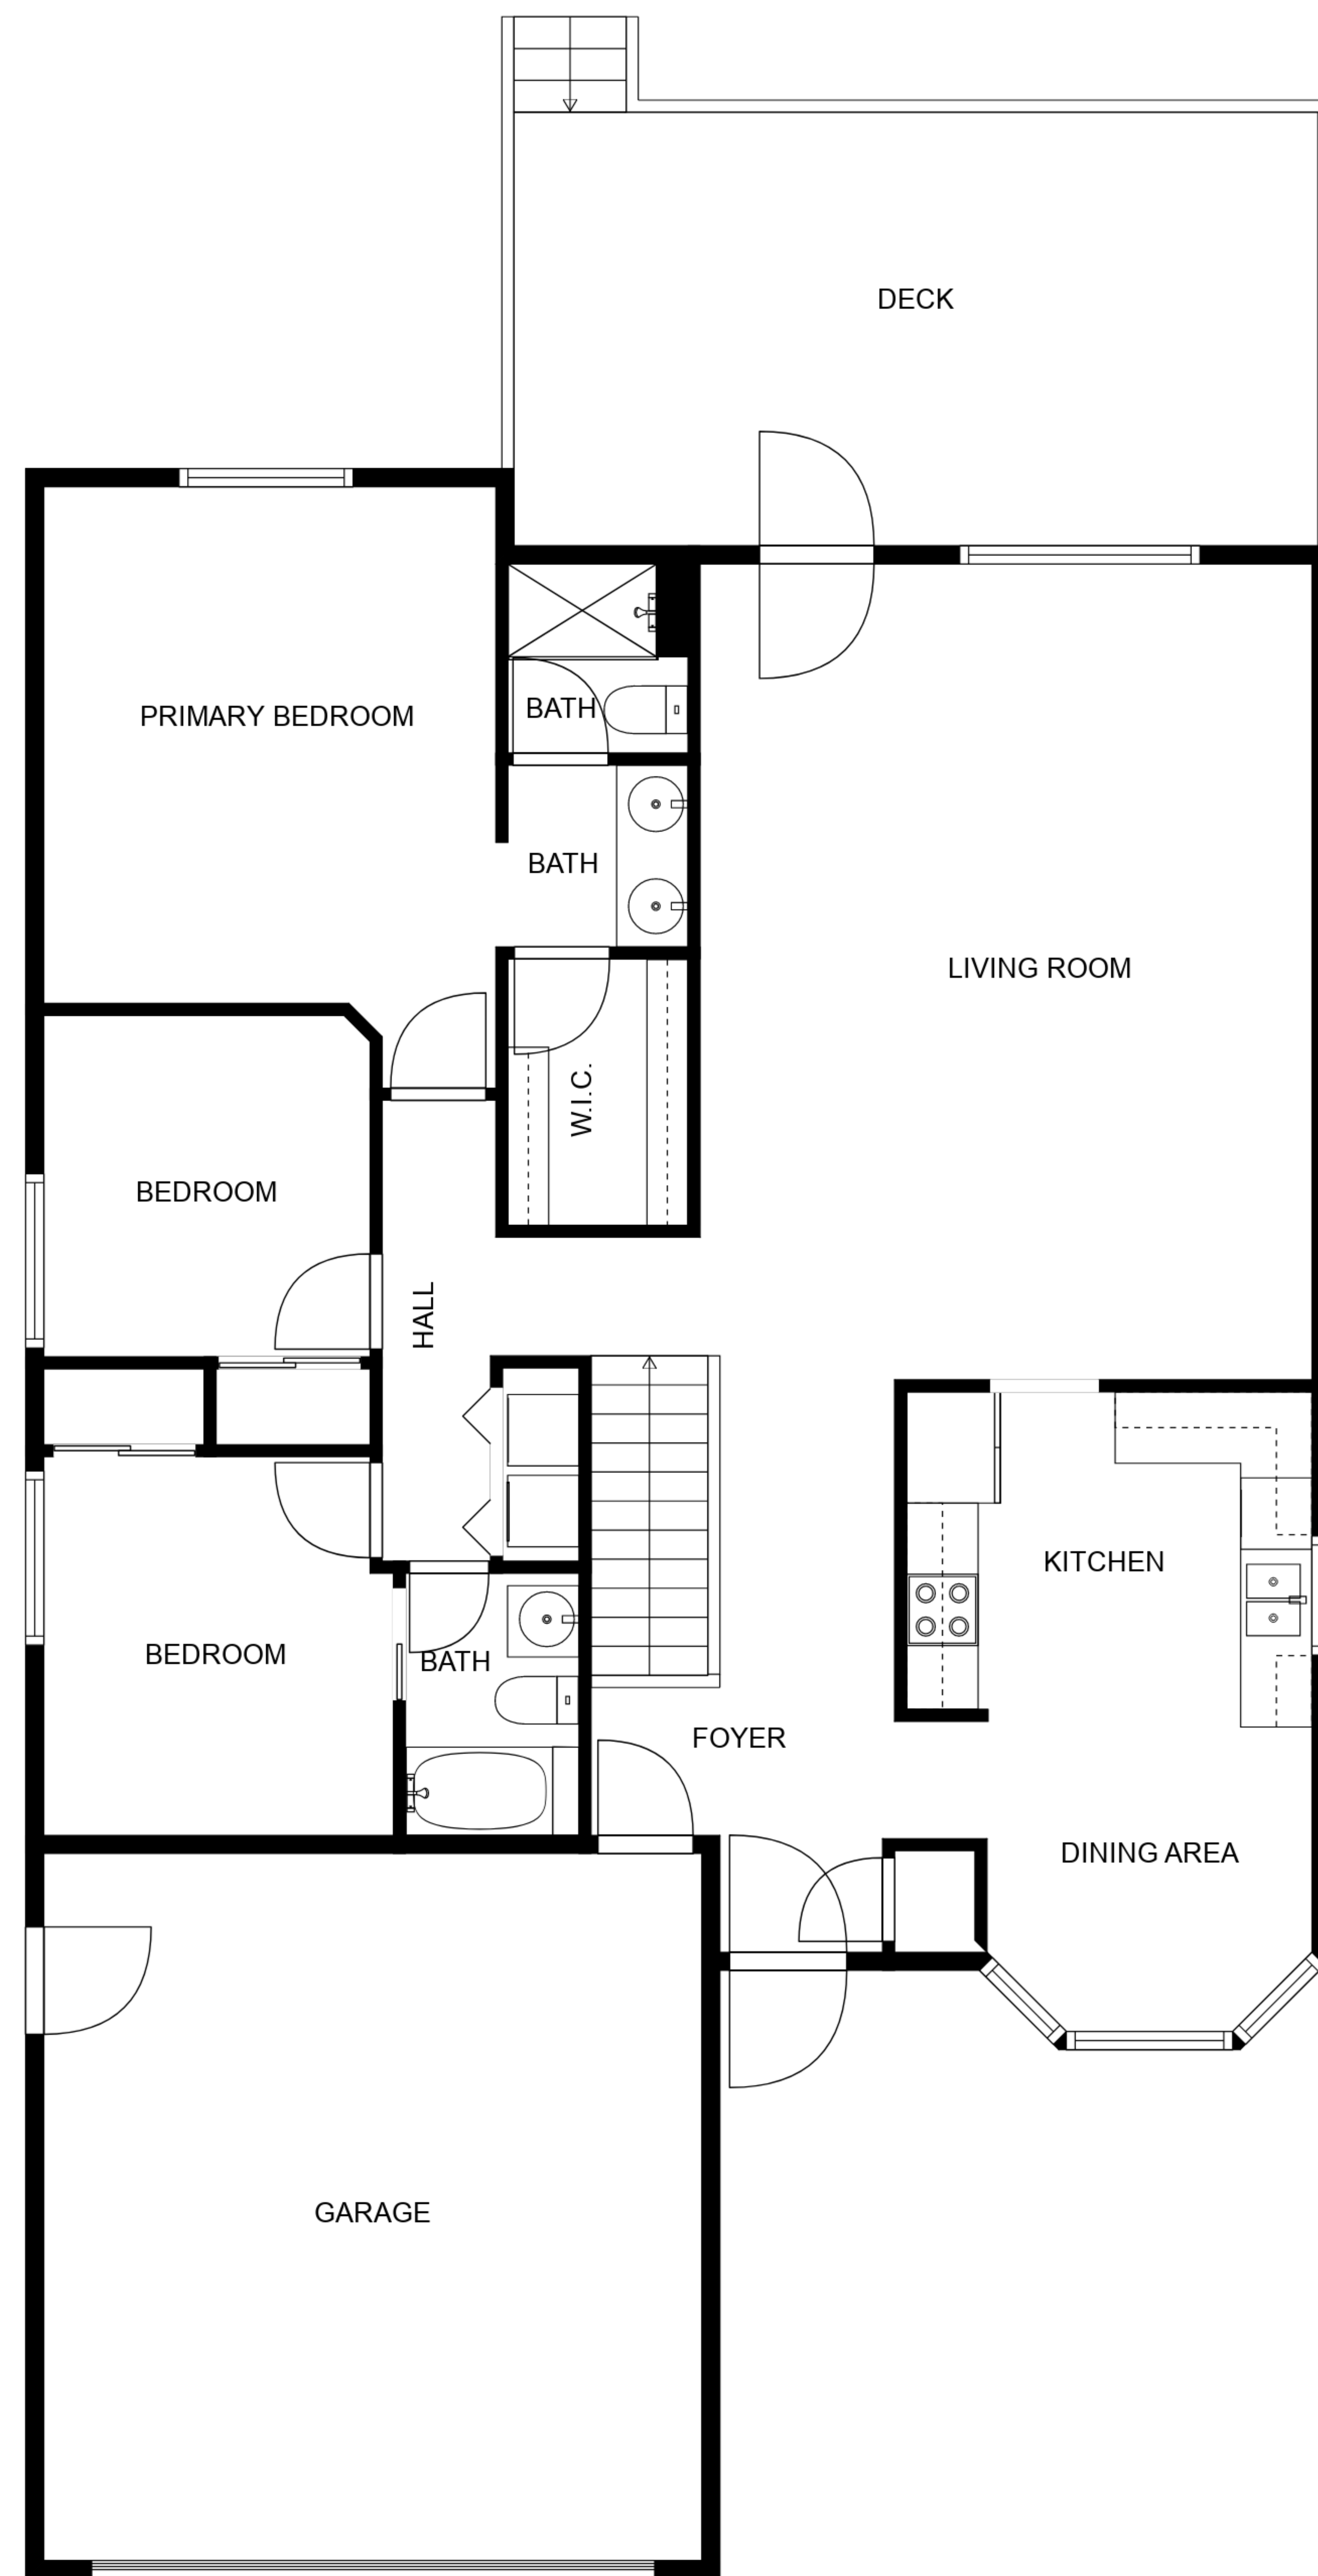 DECK
PRIMARY BEDROOM
BATH
BATH
LIVING ROOM
W.I.C.
BEDROOM
HALL
KITCHEN
BEDROOM
BATH
FOYER
DINING AREA
GARAGE